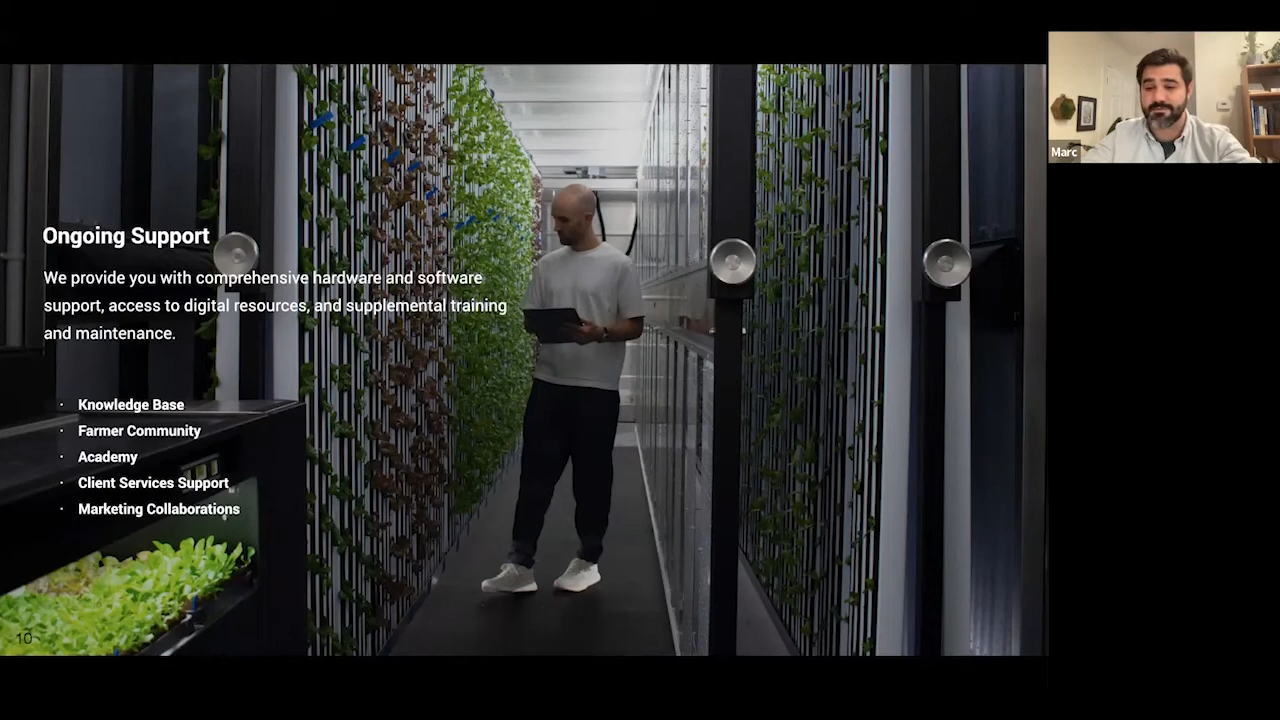 Marc
Ongoing Support
We provide you with comprehensive hardware and software
support, access to digital resources, and supplemental training
and maintenance.
· Knowledge Base
· Farmer Community
· Academy
· Client Services Support
· Marketing Collaborations
10